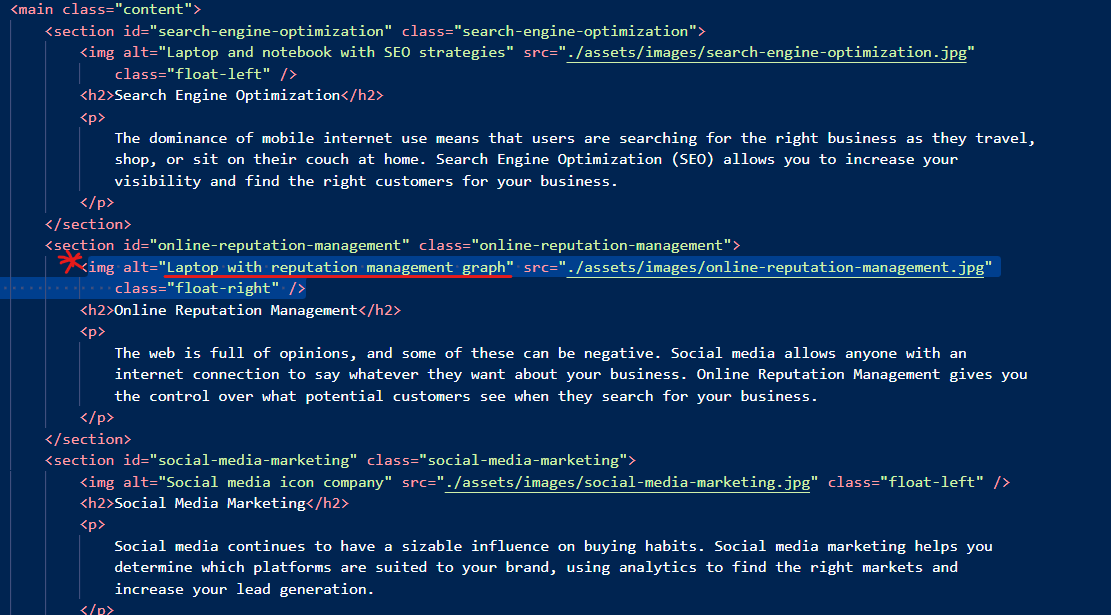 <main class="content">
<section id="search-engine-optimization" class="search-engine-optimization">
<img alt="Laptop and notebook with SEO strategies" src="./assets/images/search-engine-optimization.jpg"
class="float-left" />
<h2>Search Engine Optimization</h2>
<p>
The dominance of mobile internet use means that users are searching for the right business as they travel,
shop, or sit on their couch at home. Search Engine Optimization (SEO) allows you to increase your
visibility and find the right customers for your business.
</p>
</section>
<section id="online-reputation-management" class="online-reputation-management">
<img alt="Laptop with reputation management graph" src="./assets/images/online-reputation-management.jpg"
class="float-right" />
<h2>Online Reputation Management</h2>
<p>
The web is full of opinions, and some of these can be negative. Social media allows anyone with an
internet connection to say whatever they want about your business. Online Reputation Management gives you
the control over what potential customers see when they search for your business.
</p>
</section>
<section id="social-media-marketing" class="social-media-marketing">
<img alt="Social media icon company" src="./assets/images/social-media-marketing.jpg" class="float-left" />
<h2>Social Media Marketing</h2>
<p>
Social media continues to have a sizable influence on buying habits. Social media marketing helps you
determine which platforms are suited to your brand, using analytics to find the right markets and
increase your lead generation.
</p>